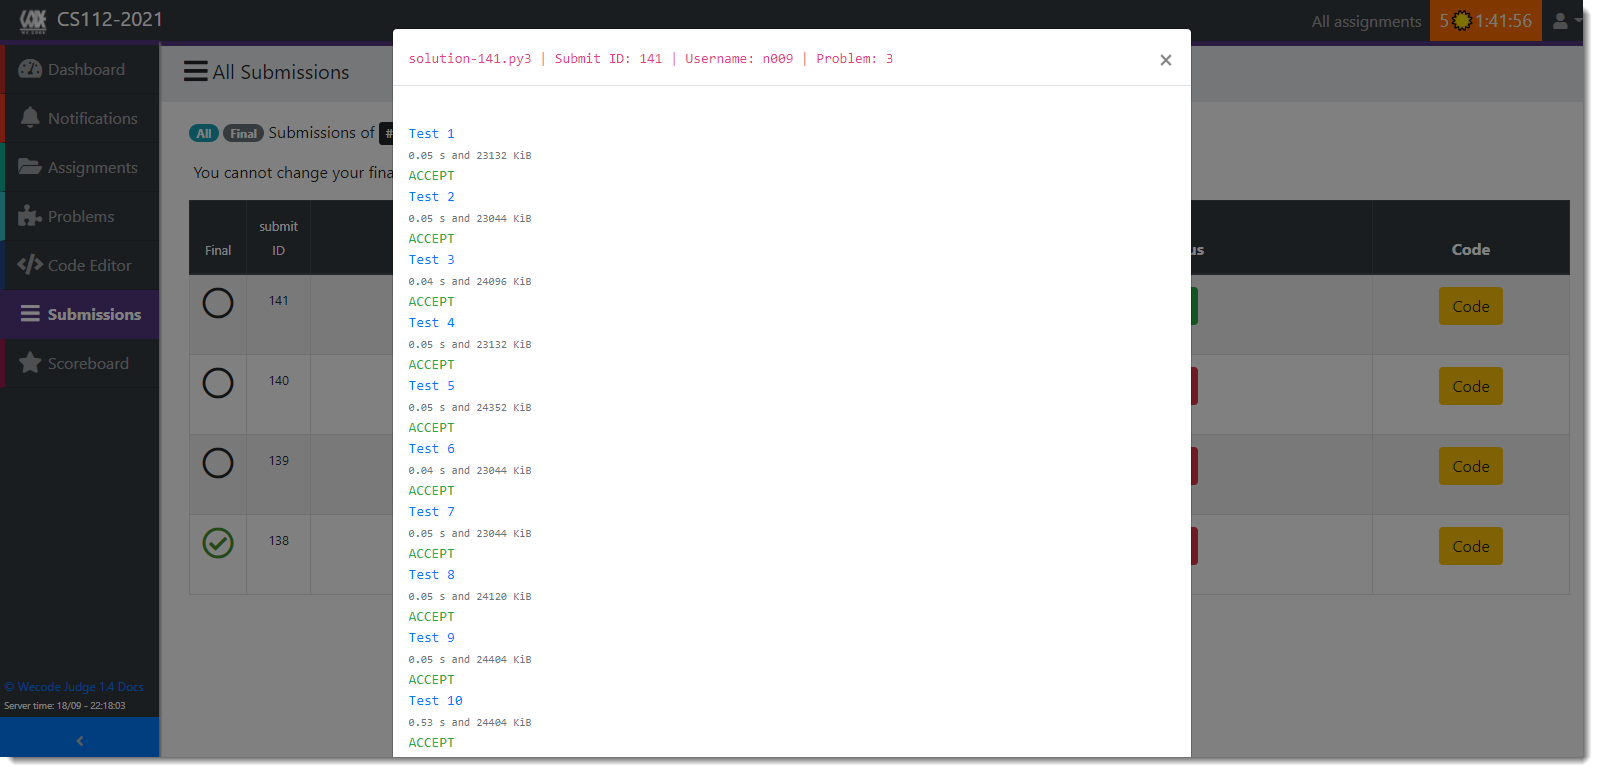 CS112-2021
All assignments
5 1:41:56
Dashboard
Notifications
Assignments
Problems
Code Editor
Submissions
Scoreboard
© Wecode Judge 1.4 Docs
Server time: 18/09 - 22:18:03
All Submissions
All Final Submissions of #
You cannot change your fina
Final
submit
ID
us
Code
141
Code
140
Code
139
Code
138
Code
solution-141.py3 | Submit ID: 141 | Username: n009 | Problem: 3
×
Test 1
0.05 s and 23132 KiB
ACCEPT
Test 2
0.05 s and 23044 KiB
ACCEPT
Test 3
0.04 s and 24096 KiB
ACCEPT
Test 4
0.05 s and 23132 KiB
ACCEPT
Test 5
0.05 s and 24352 KiB
ACCEPT
Test 6
0.04 s and 23044 KiB
ACCEPT
Test 7
0.05 s and 23044 KiB
ACCEPT
Test 8
0.05 s and 24120 KiB
ACCEPT
Test 9
0.05 s and 24404 KiB
ACCEPT
Test 10
0.53 s and 24404 KiB
ACCEPT